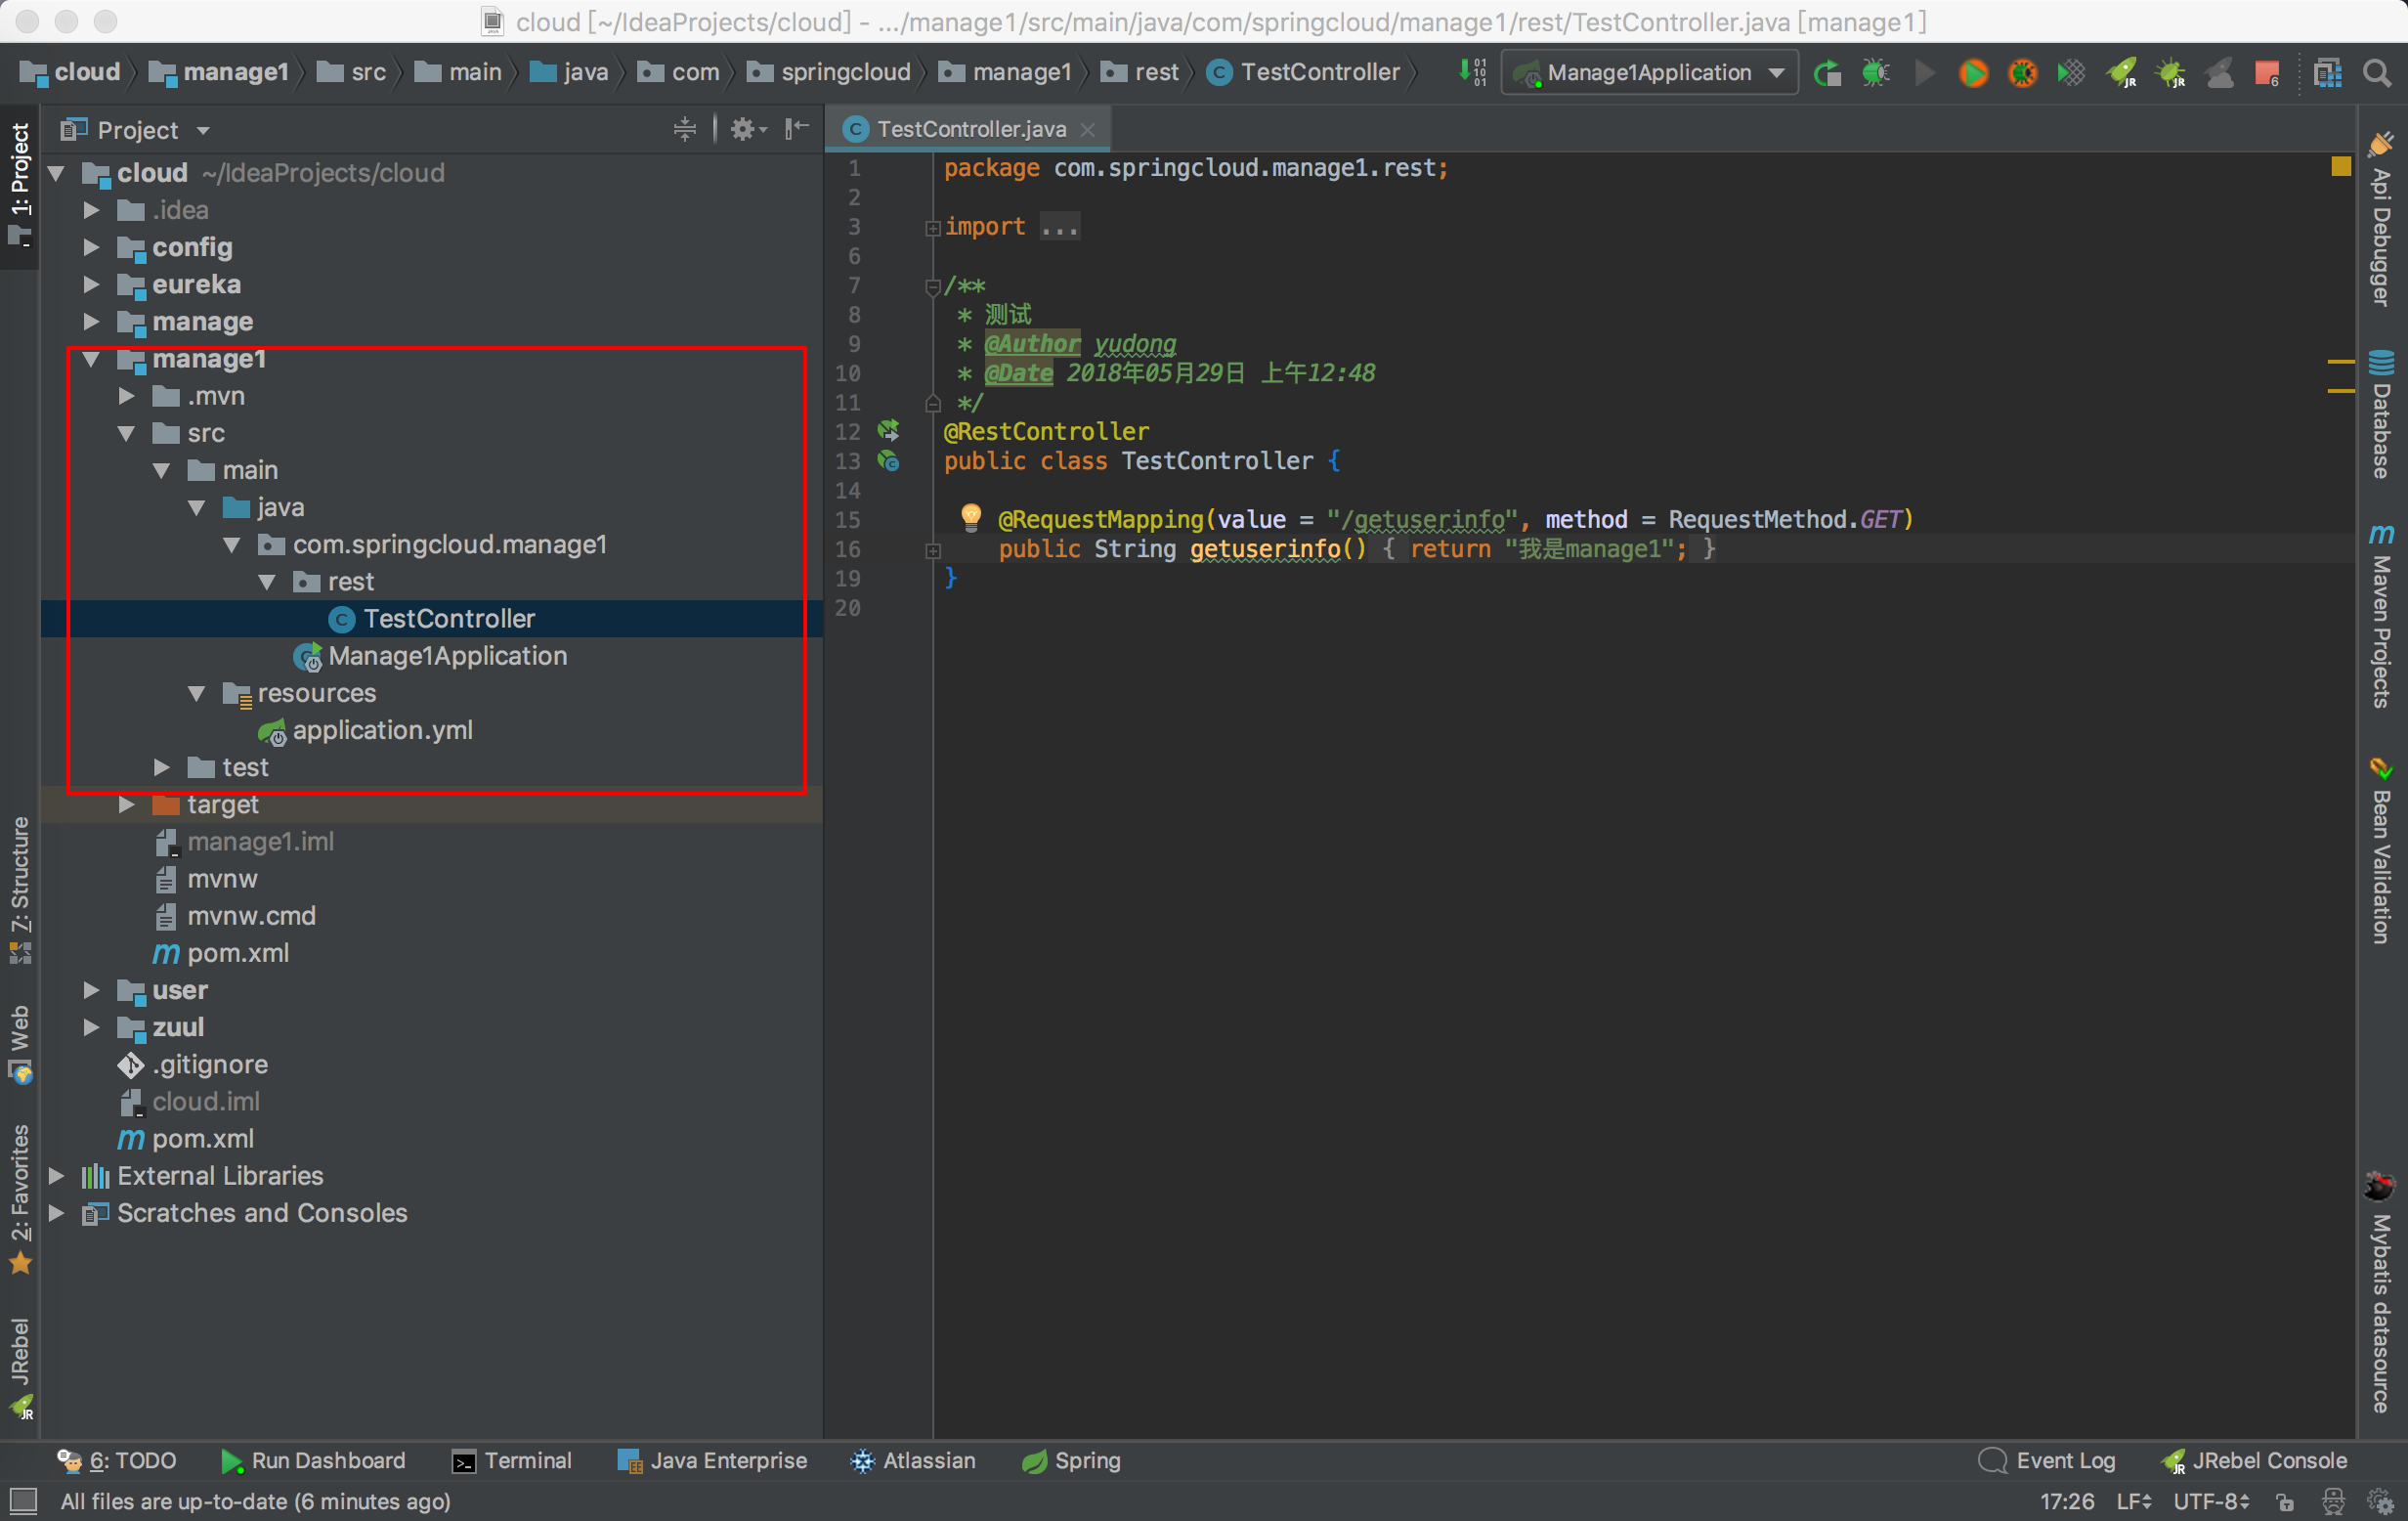 cloud [~/IdeaProjects/cloud] - .../manage1/src/main/java/com/springcloud/manage1/rest/TestController.java [manage1]
cloud manage1 src main java com springcloud manage1 rest TestController Manage1Application
1: Project
Project
cloud ~/IdeaProjects/cloud
.idea
config
eureka
manage
manage1
.mvn
src
main
java
com.springcloud.manage1
rest
TestController
Manage1Application
resources
application.yml
test
target
manage1.iml
mvnw
mvnw.cmd
pom.xml
user
zuul
.gitignore
cloud.iml
pom.xml
External Libraries
Scratches and Consoles
Z: Structure
Web
2: Favorites
JRebel
TestController.java
1 package com.springcloud.manage1.rest;
2
3 import ...
6
7 /**
8 * 测试
9 * @Author yudong
10 * @Date 2018年05月29日 上午12:48
11 */
12 @RestController
13 public class TestController {
14
15 @RequestMapping(value = "/getuserinfo", method = RequestMethod.GET)
16 public String getuserinfo() { return "我是manage1"; }
19 }
20
Api Debugger
Database
Maven Projects
Bean Validation
Mybatis datasource
6: TODO Run Dashboard Terminal Java Enterprise Atlassian Spring Event Log JRebel Console
All files are up-to-date (6 minutes ago) 17:26 LF UTF-8